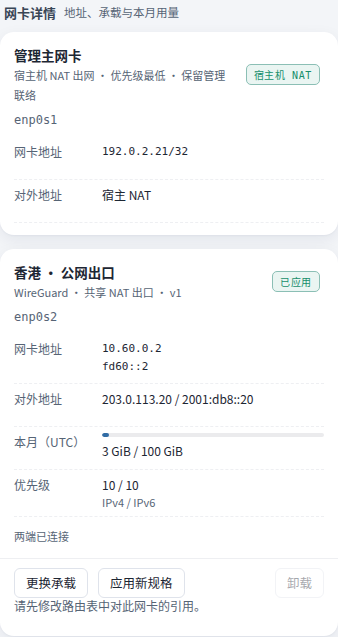 网卡详情 地址、承载与本月用量
管理主网卡
宿主机 NAT 出网 · 优先级最低 · 保留管理
联络
宿主机 NAT
enp0s1
网卡地址 192.0.2.21/32
对外地址 宿主 NAT
香港 · 公网出口
WireGuard · 共享 NAT 出口 · v1
已应用
enp0s2
网卡地址 10.60.0.2
fd60::2
对外地址 203.0.113.20 / 2001:db8::20
本月（UTC）
3 GiB / 100 GiB
优先级 10 / 10
IPv4 / IPv6
两端已连接
更换承载 应用新规格 卸载
请先修改路由表中对此网卡的引用。